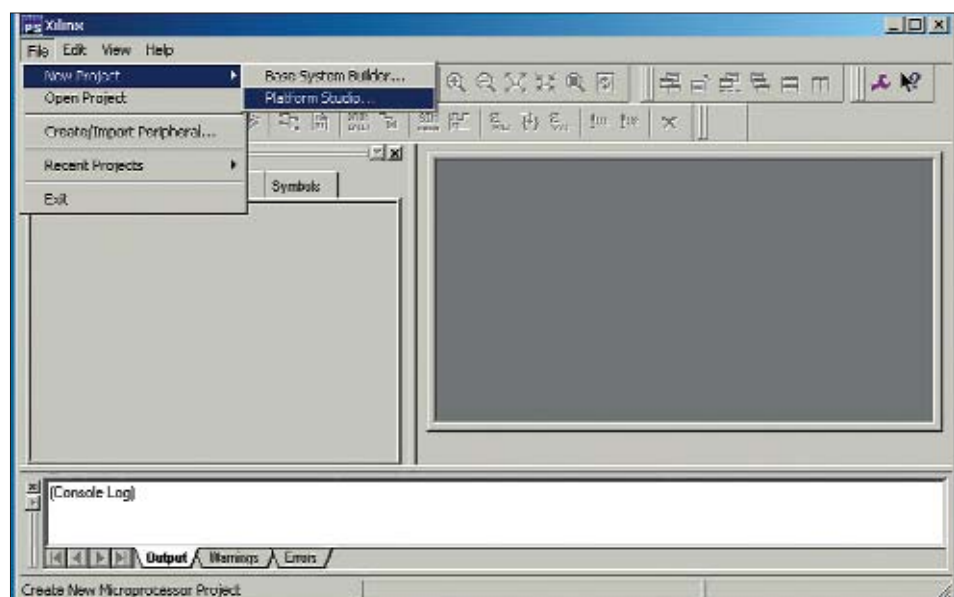 PS Xilinx
File Edit View Help
New Project
Base System Builder...
Open Project
Platform Studio...
Create/Import Peripheral...
Recent Projects
Symbols
Exit
(Console Log)
Output Warnings Errors
Create New Microprocessor Project